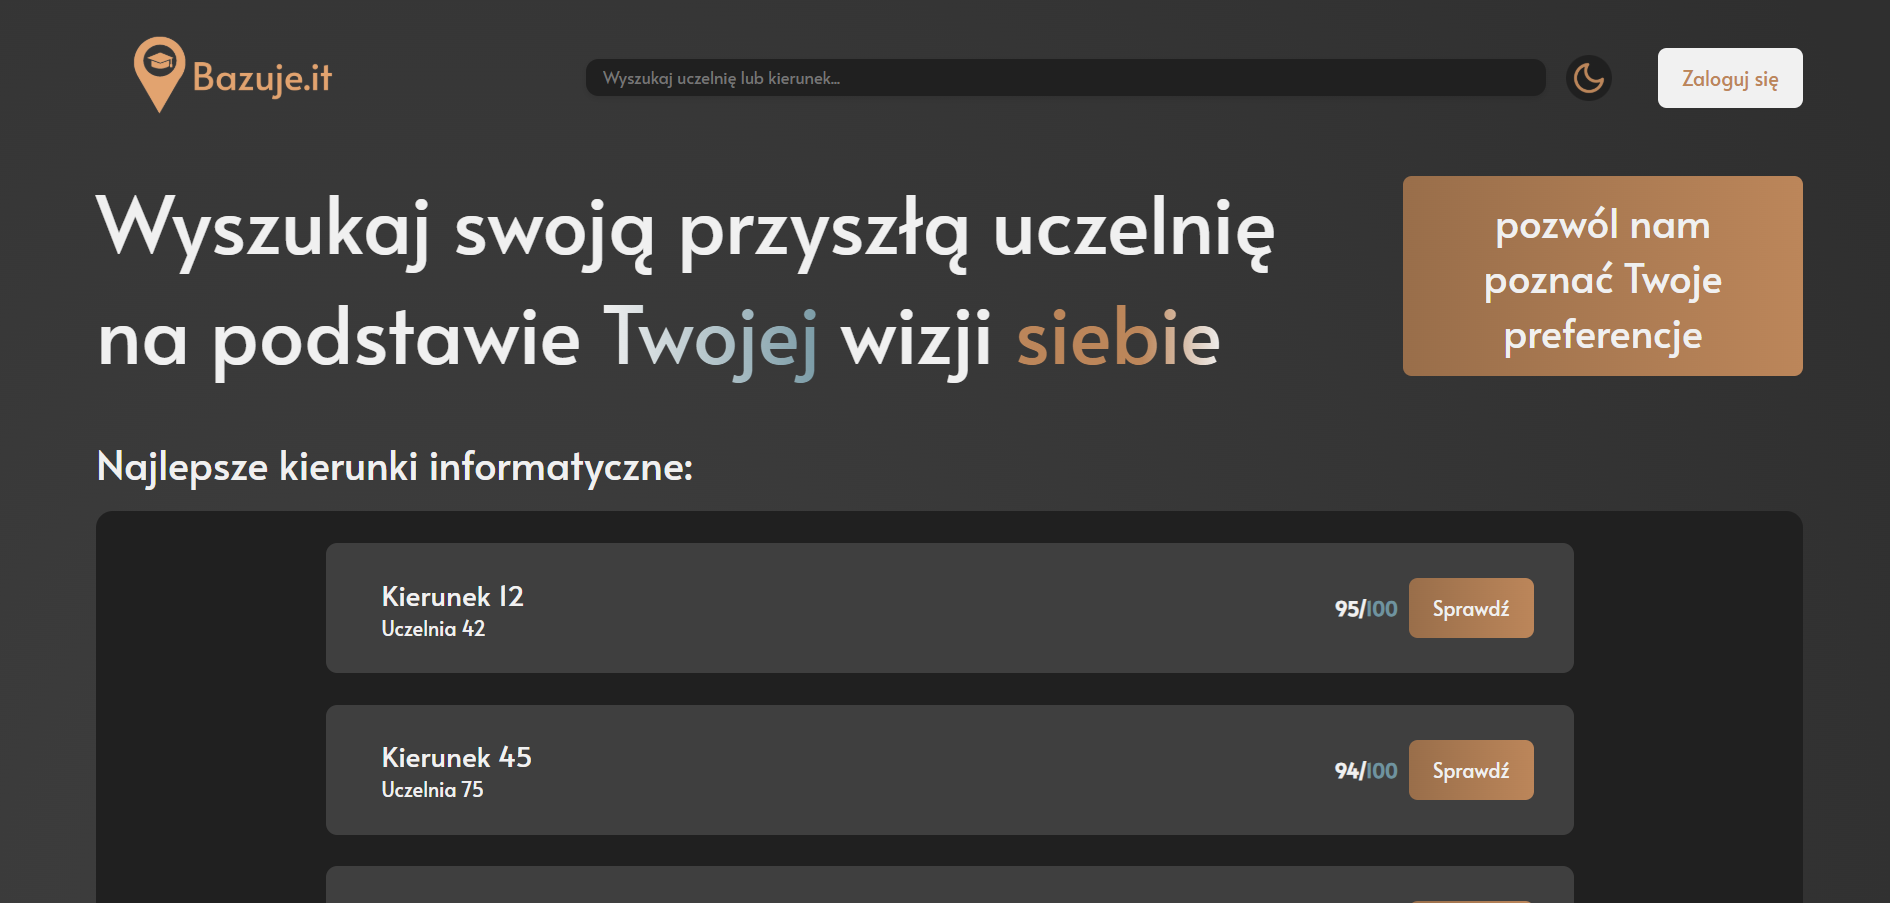 Bazuje.it
Wyszukaj uczelnię lub kierunek...
Zaloguj się
Wyszukaj swoją przyszłą uczelnię
na podstawie Twojej wizji siebie
pozwól nam
poznać Twoje
preferencje
Najlepsze kierunki informatyczne:
Kierunek 12
Uczelnia 42
95/100
Sprawdź
Kierunek 45
Uczelnia 75
94/100
Sprawdź